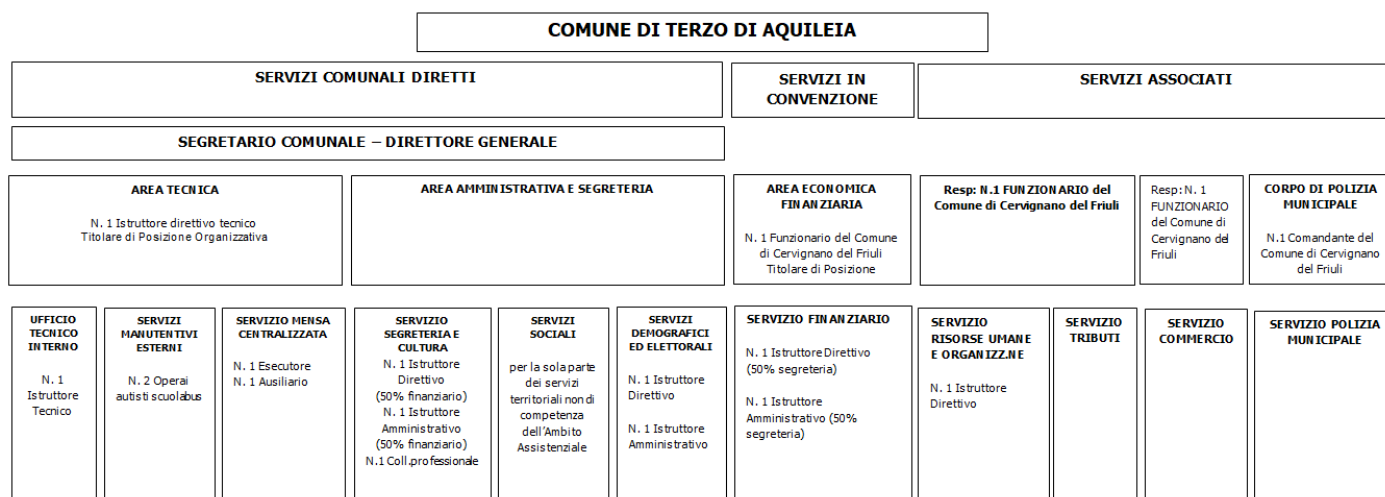 COMUNE DI TERZO DI AQUILEIA
SERVIZI COMUNALI DIRETTI
SERVIZI IN
CONVENZIONE
SERVIZI ASSOCIATI
SEGRETARIO COMUNALE – DIRETTORE GENERALE
AREA TECNICA
N. 1 Istruttore direttivo tecnico
Titolare di Posizione Organizzativa
AREA AMMINISTRATIVA E SEGRETERIA
AREA ECONOMICA
FINANZIARIA
N. 1 Funzionario del Comune
di Cervignano del Friuli
Titolare di Posizione
Resp: N.1 FUNZIONARIO del
Comune di Cervignano del Friuli
Resp: N. 1
FUNZIONARIO
del Comune di
Cervignano del
Friuli
CORPO DI POLIZIA
MUNICIPALE
N.1 Comandante del
Comune di Cervignano
del Friuli
UFFICIO
TECNICO
INTERNO
N. 1
Istruttore
Tecnico
SERVIZI
MANUTENTIVI
ESTERNI
N. 2 Operai
autisti scuolabus
SERVIZIO MENSA
CENTRALIZZATA
N. 1 Esecutore
N. 1 Ausiliario
SERVIZIO
SEGRETERIA E
CULTURA
N. 1 Istruttore
Direttivo
(50% finanziario)
N. 1 Istruttore
Amministrativo
(50% finanziario)
N.1 Coll.professionale
SERVIZI
SOCIALI
per la sola parte
dei servizi
territoriali non di
competenza
dell'Ambito
Assistenziale
SERVIZI
DEMOGRAFICI
ED ELETTORALI
N. 1 Istruttore
Direttivo
N. 1 Istruttore
Amministrativo
SERVIZIO FINANZIARIO
N. 1 Istruttore Direttivo
(50% segreteria)
N. 1 Istruttore
Amministrativo (50%
segreteria)
SERVIZIO
RISORSE UMANE
E ORGANIZZ.NE
N. 1 Istruttore
Direttivo
SERVIZIO
TRIBUTI
SERVIZIO
COMMERCIO
SERVIZIO POLIZIA
MUNICIPALE